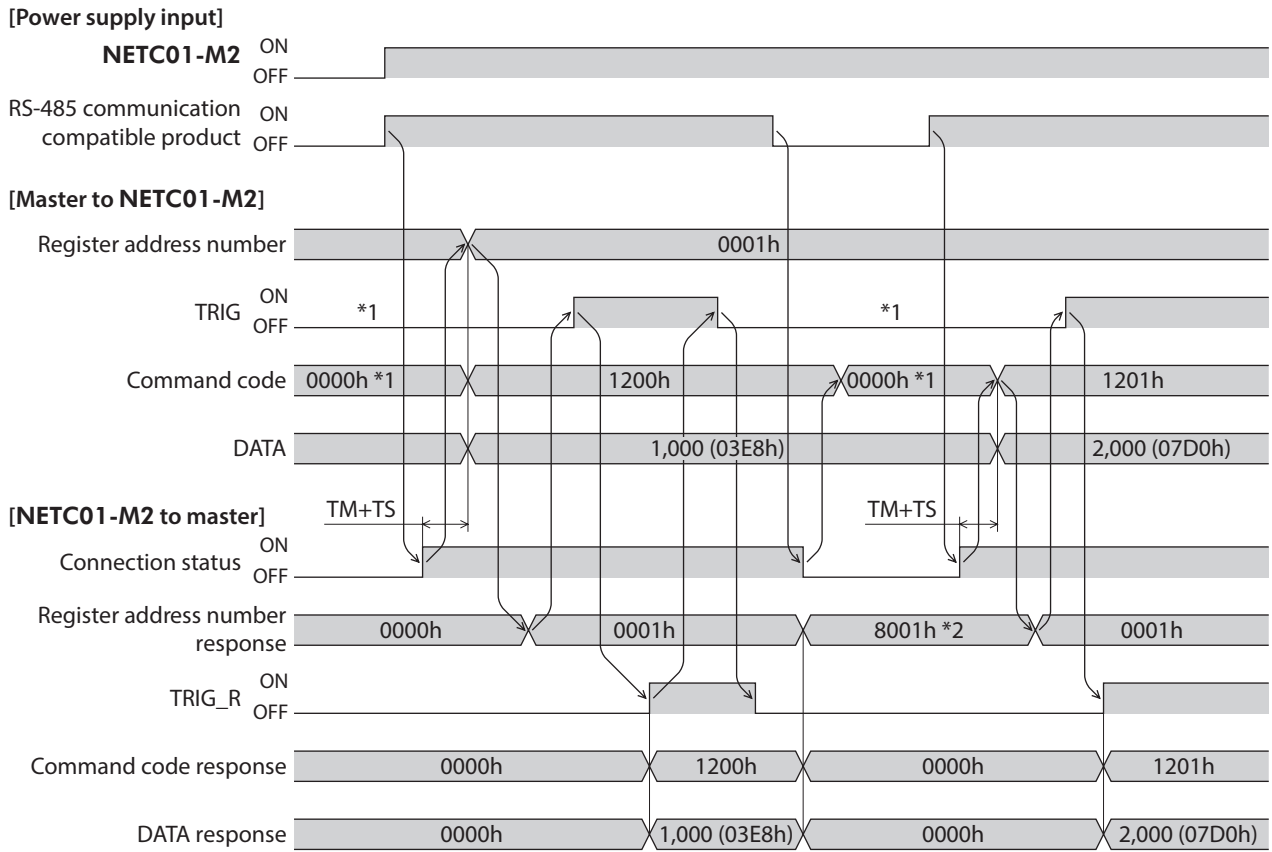 [Power supply input]
NETC01-M2 ON
OFF
RS-485 communication
compatible product ON
OFF
[Master to NETC01-M2]
Register address number 0001h
TRIG ON
OFF *1 *1
Command code 0000h *1 1200h 0000h *1 1201h
DATA 1,000 (03E8h) 2,000 (07D0h)
[NETC01-M2 to master] TM+TS TM+TS
Connection status ON
OFF
Register address number
response 0000h 0001h 8001h *2 0001h
TRIG_R ON
OFF
Command code response 0000h 1200h 0000h 1201h
DATA response 0000h 1,000 (03E8h) 0000h 2,000 (07D0h)